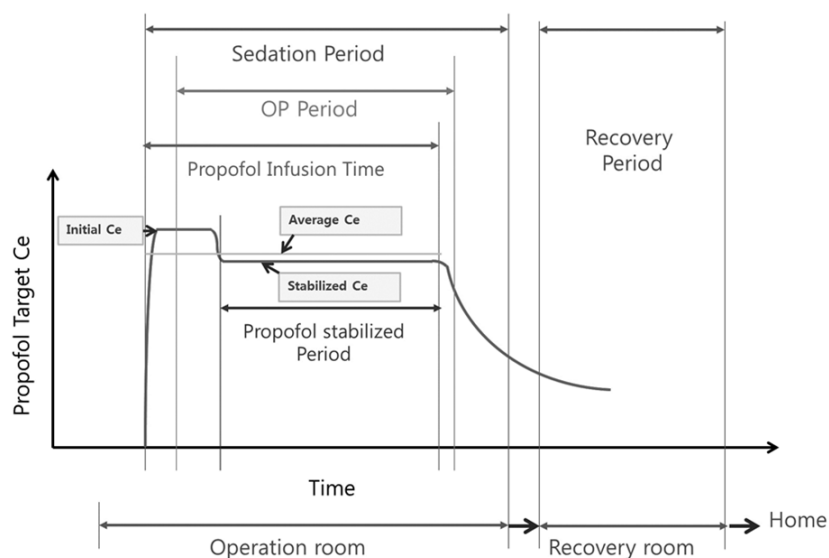 Sedation Period
OP Period
Propofol Infusion Time
Recovery
Period
Initial Ce
Average Ce
Stabilized Ce
Propofol stabilized
Period
Propofol Target Ce
Time
Operation room
Recovery room
Home